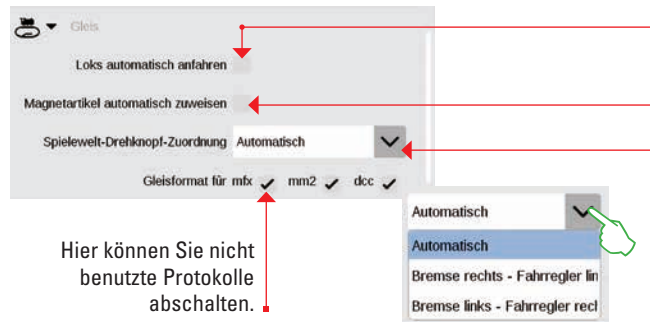 Gleis
Loks automatisch anfahren
Magnetartikel automatisch zuweisen
Spielewelt-Drehknopf-Zuordnung Automatisch
Gleisformat für mfx mm2 dcc
Hier können Sie nicht
benutzte Protokolle
abschalten.
Automatisch
Automatisch
Bremse rechts - Fahrregler lin
Bremse links - Fahrregler recl